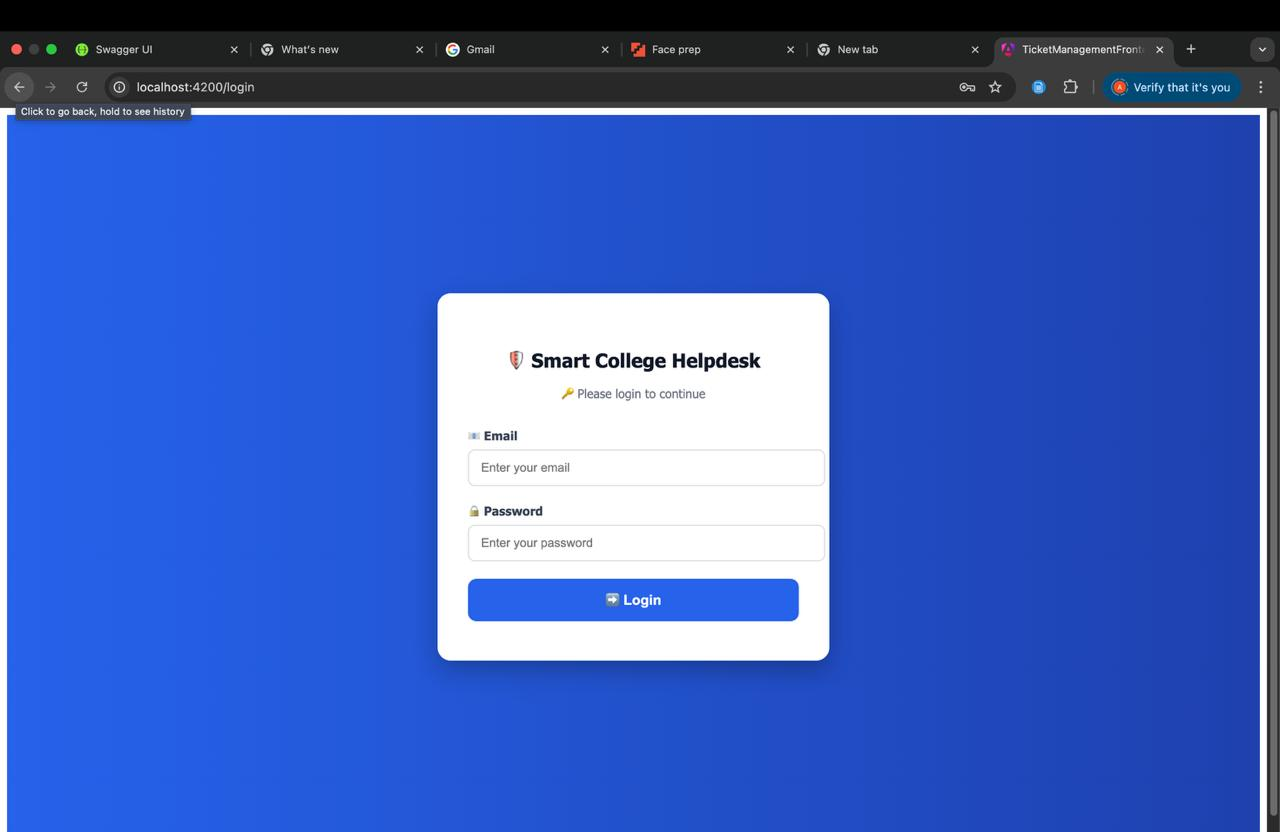 Swagger UI
What's new
Gmail
Face prep
New tab
TicketManagementFront
localhost:4200/login
Verify that it's you
Click to go back, hold to see history
Smart College Helpdesk
Please login to continue
Email
Enter your email
Password
Enter your password
Login